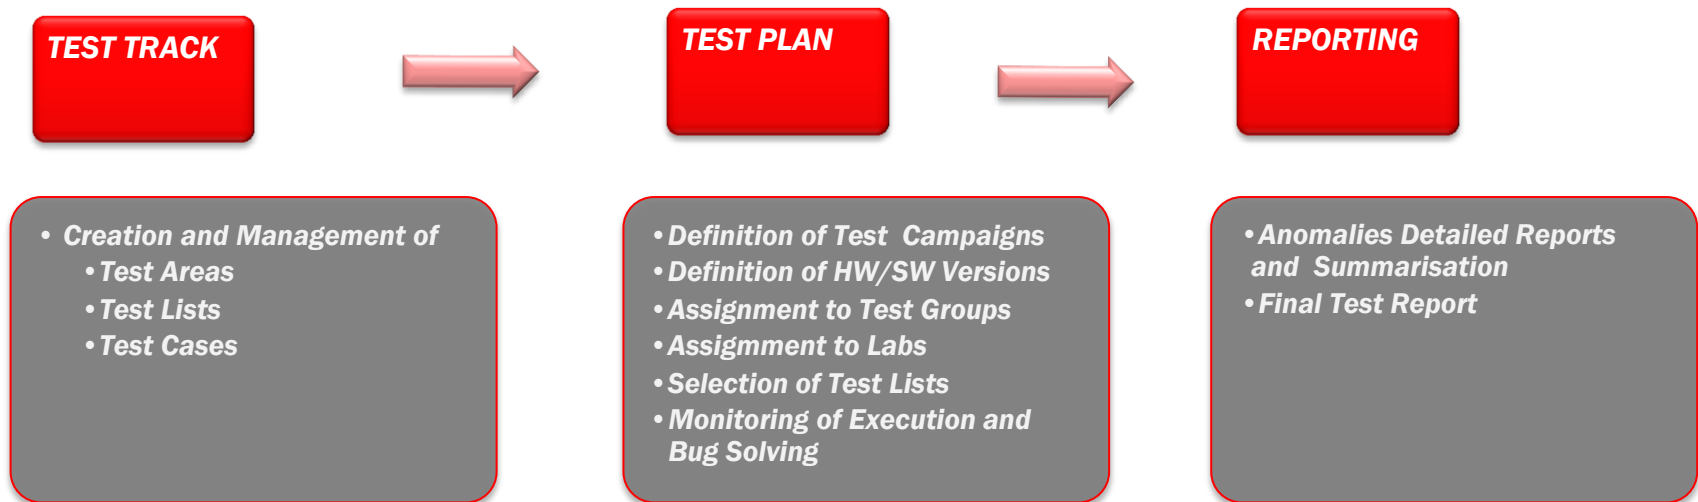 TEST TRACK
TEST PLAN
REPORTING
• Creation and Management of
• Test Areas
• Test Lists
• Test Cases
• Definition of Test Campaigns
• Definition of HW/SW Versions
• Assignment to Test Groups
• Assigmment to Labs
• Selection of Test Lists
• Monitoring of Execution and
Bug Solving
• Anomalies Detailed Reports
and Summarisation
• Final Test Report